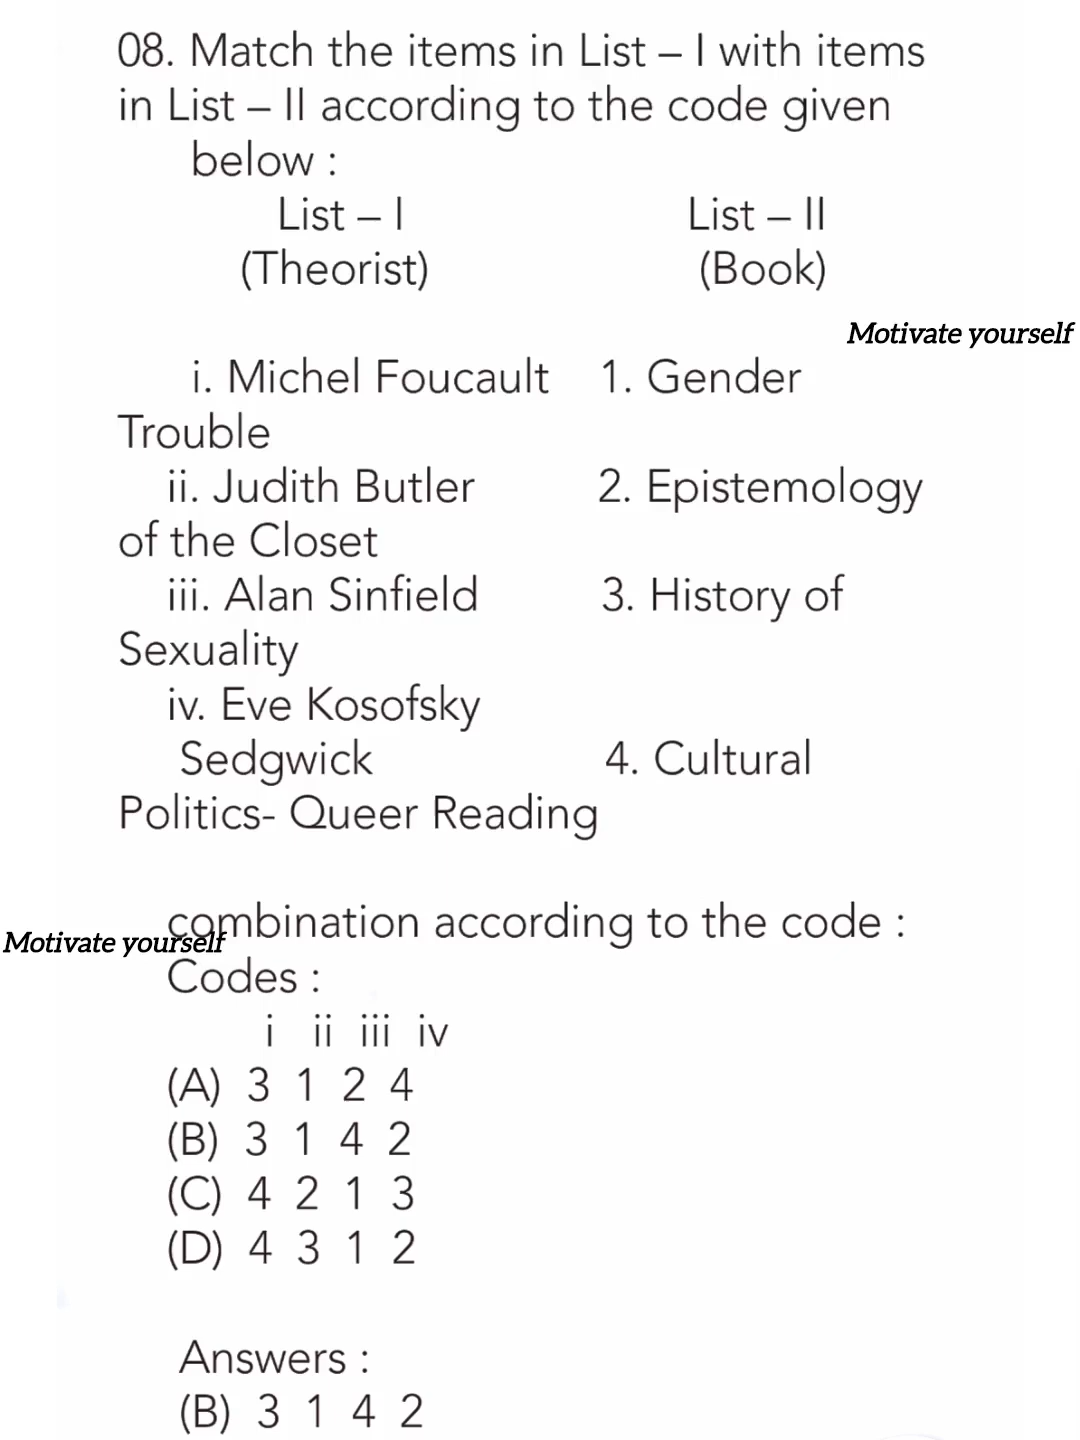 08. Match the items in List – I with items
in List – II according to the code given
below :
List – I List – II
(Theorist) (Book)
Motivate yourself
i. Michel Foucault 1. Gender
Trouble
ii. Judith Butler 2. Epistemology
of the Closet
iii. Alan Sinfield 3. History of
Sexuality
iv. Eve Kosofsky
Sedgwick 4. Cultural
Politics- Queer Reading
combination according to the code :
Motivate yourself
Codes :
i ii iii iv
(A) 3 1 2 4
(B) 3 1 4 2
(C) 4 2 1 3
(D) 4 3 1 2
Answers :
(B) 3 1 4 2